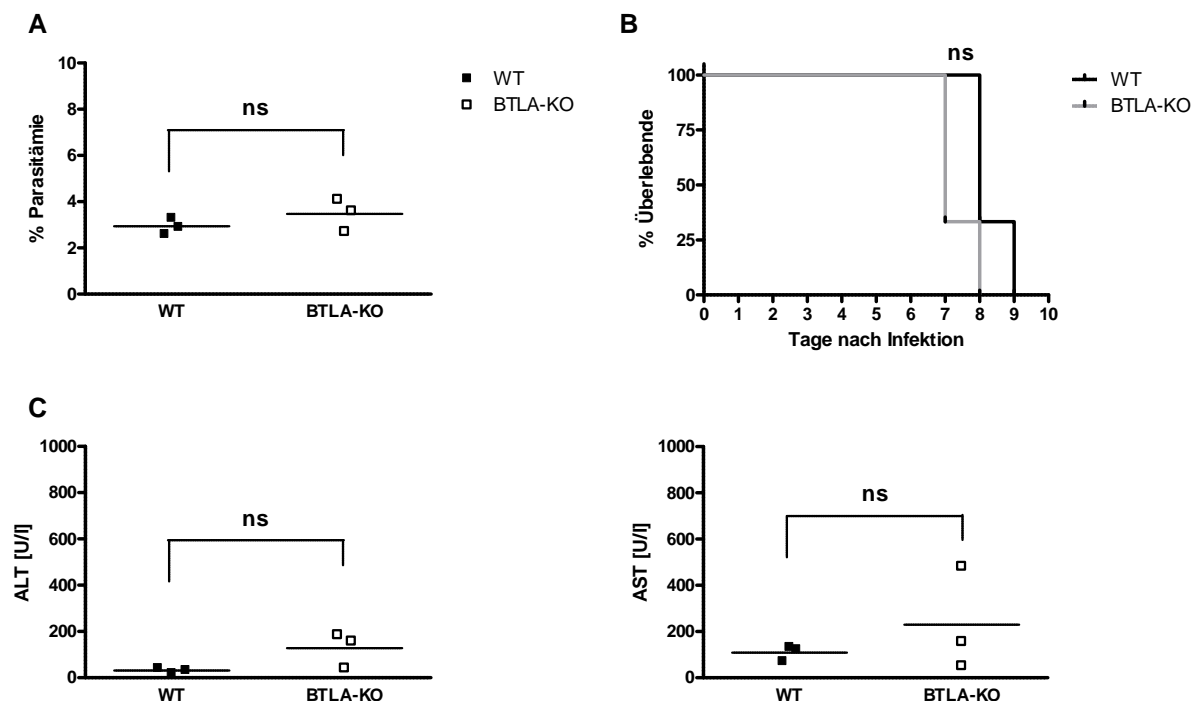 A
% Parasitämie
10
8
6
4
2
0
ns
WT
BTLA-KO
WT
BTLA-KO
B
% Überlebende
100
75
50
25
0
ns
0 1 2 3 4 5 6 7 8 9 10
Tage nach Infektion
WT
BTLA-KO
C
ALT [U/l]
1000
800
600
400
200
0
ns
WT
BTLA-KO
AST [U/l]
1000
800
600
400
200
0
ns
WT
BTLA-KO